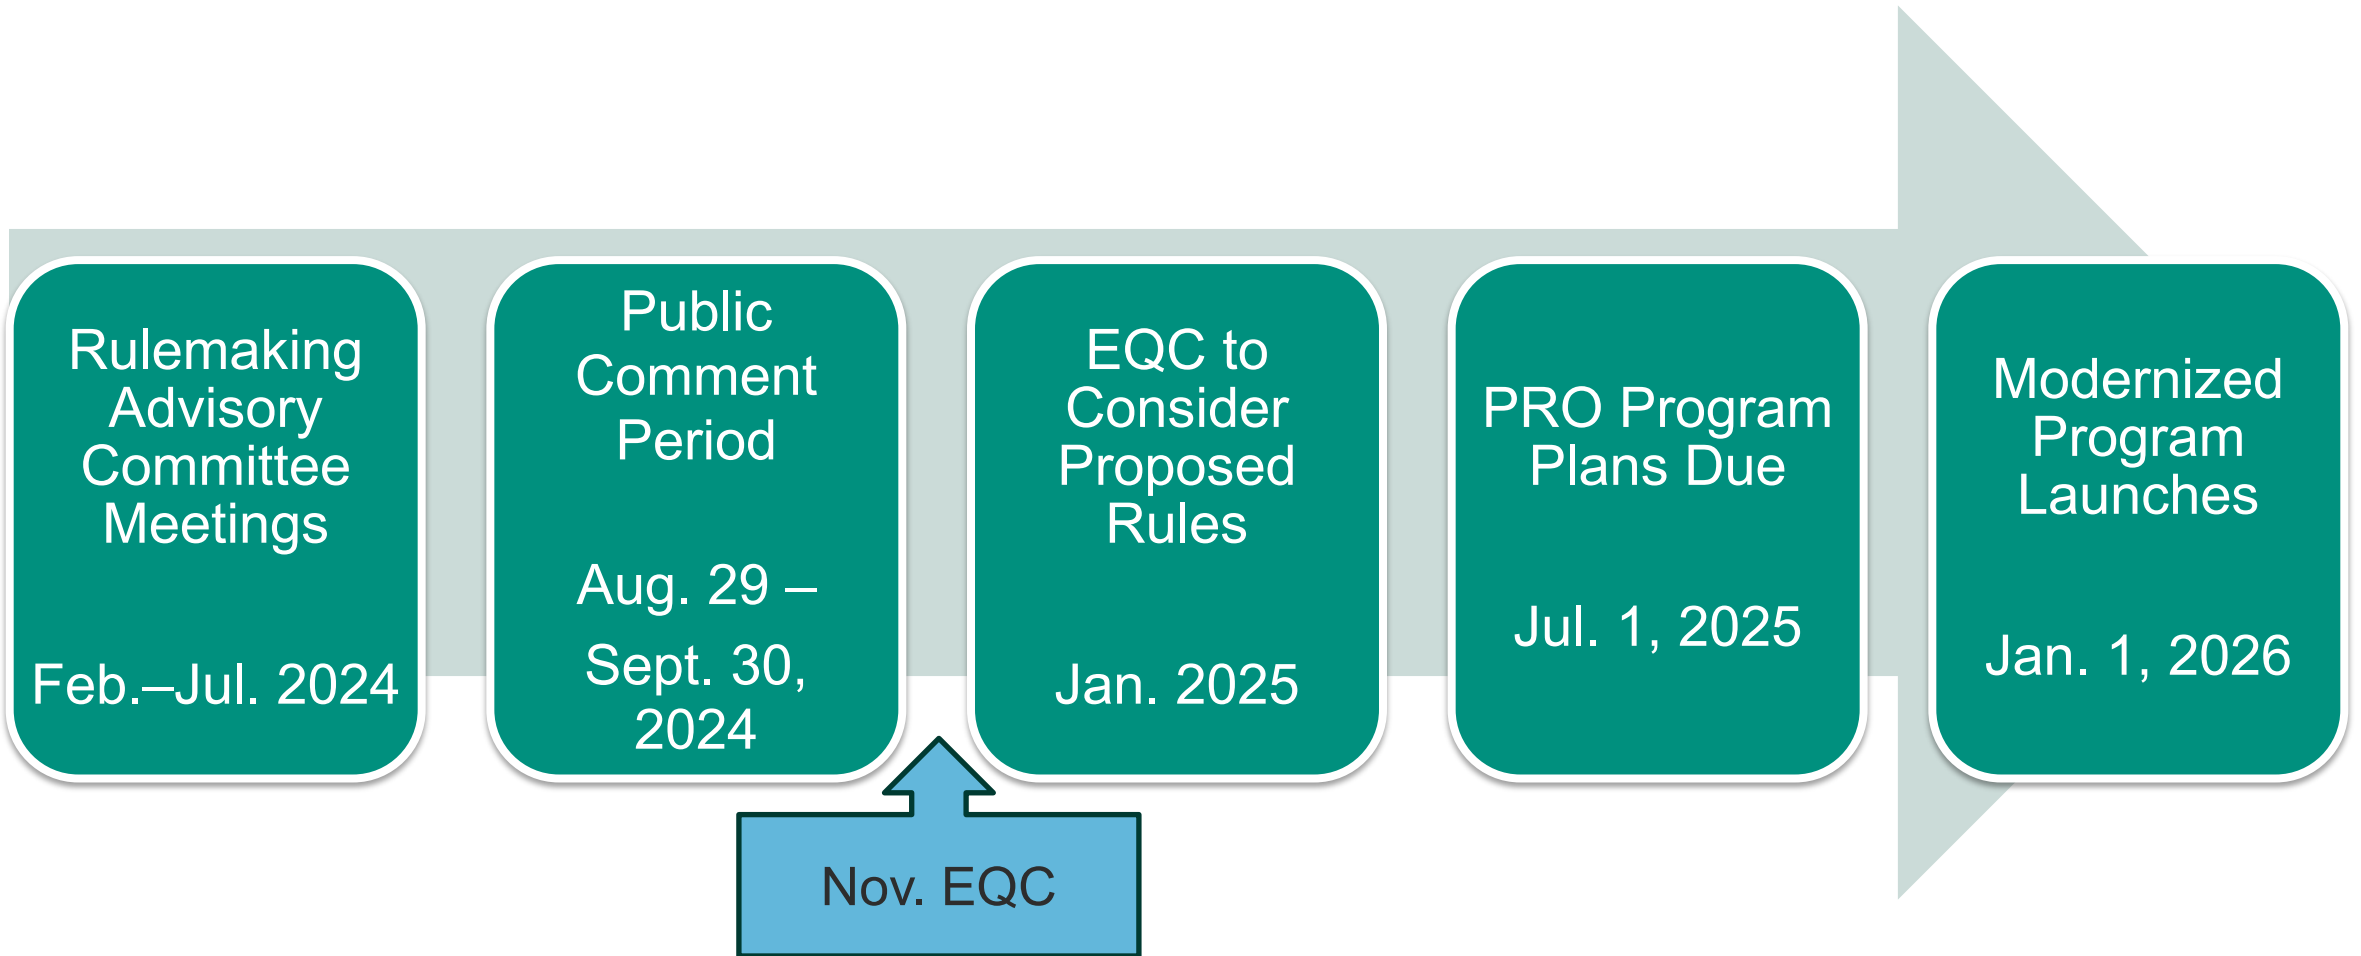 Rulemaking
Advisory
Committee
Meetings
Feb.–Jul. 2024
Public
Comment
Period
Aug. 29 –
Sept. 30,
2024
EQC to
Consider
Proposed
Rules
Jan. 2025
PRO Program
Plans Due
Jul. 1, 2025
Modernized
Program
Launches
Jan. 1, 2026
Nov. EQC